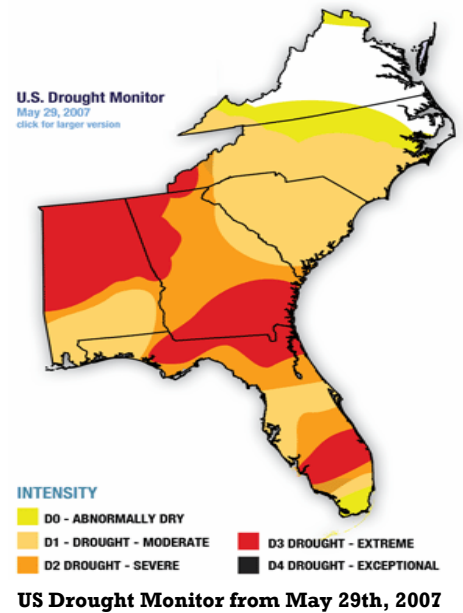 U.S. Drought Monitor
May 29, 2007
click for larger version
INTENSITY
D0 - ABNORMALLY DRY
D1 - DROUGHT - MODERATE
D2 DROUGHT - SEVERE
D3 DROUGHT - EXTREME
D4 DROUGHT - EXCEPTIONAL
US Drought Monitor from May 29th, 2007